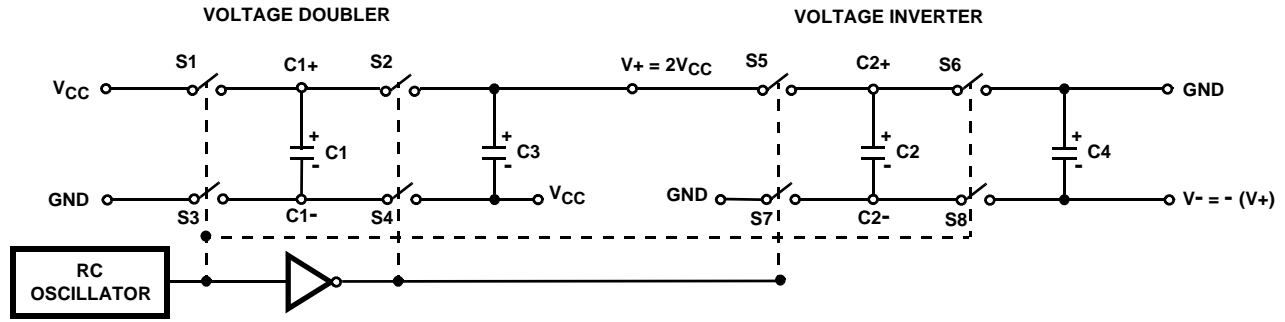 VOLTAGE DOUBLER
VOLTAGE INVERTER
S1
C1+
S2
V+ = 2VCC
S5
C2+
S6
VCC
GND
+
C1
-
+
C3
-
+
C2
-
+
C4
-
GND
S3
C1-
S4
VCC
GND
S7
C2-
S8
V- = - (V+)
RC
OSCILLATOR